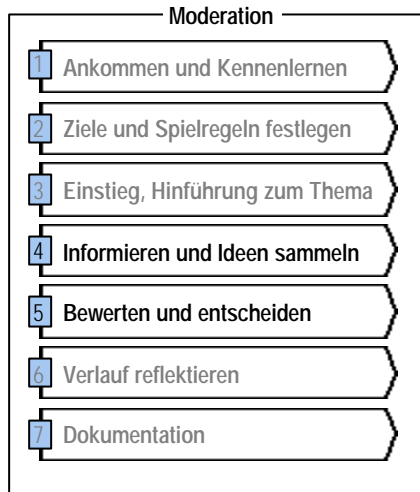 Moderation
1 Ankommen und Kennenlernen
2 Ziele und Spielregeln festlegen
3 Einstieg, Hinführung zum Thema
4 Informieren und Ideen sammeln
5 Bewerten und entscheiden
6 Verlauf reflektieren
7 Dokumentation